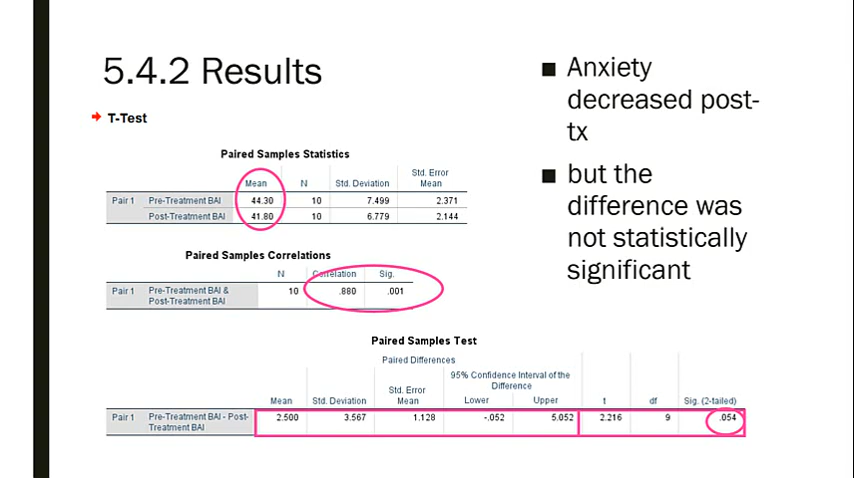 5.4.2 Results
T-Test
Paired Samples Statistics
Mean N Std. Deviation Std. Error Mean
Pair 1 Pre-Treatment BAI 44.30 10 7.499 2.371
Post-Treatment BAI 41.80 10 6.779 2.144
Paired Samples Correlations
N Correlation Sig.
Pair 1 Pre-Treatment BAI & 10 .880 .001
Post-Treatment BAI
Paired Samples Test
Paired Differences
95% Confidence Interval of the
Difference
Mean Std. Deviation Std. Error Mean Lower Upper t df Sig. (2-tailed)
Pair 1 Pre-Treatment BAI - Post- 2.500 3.567 1.128 -.052 5.052 2.216 9 .054
Treatment BAI
■ Anxiety
decreased post-
tx
■ but the
difference was
not statistically
significant